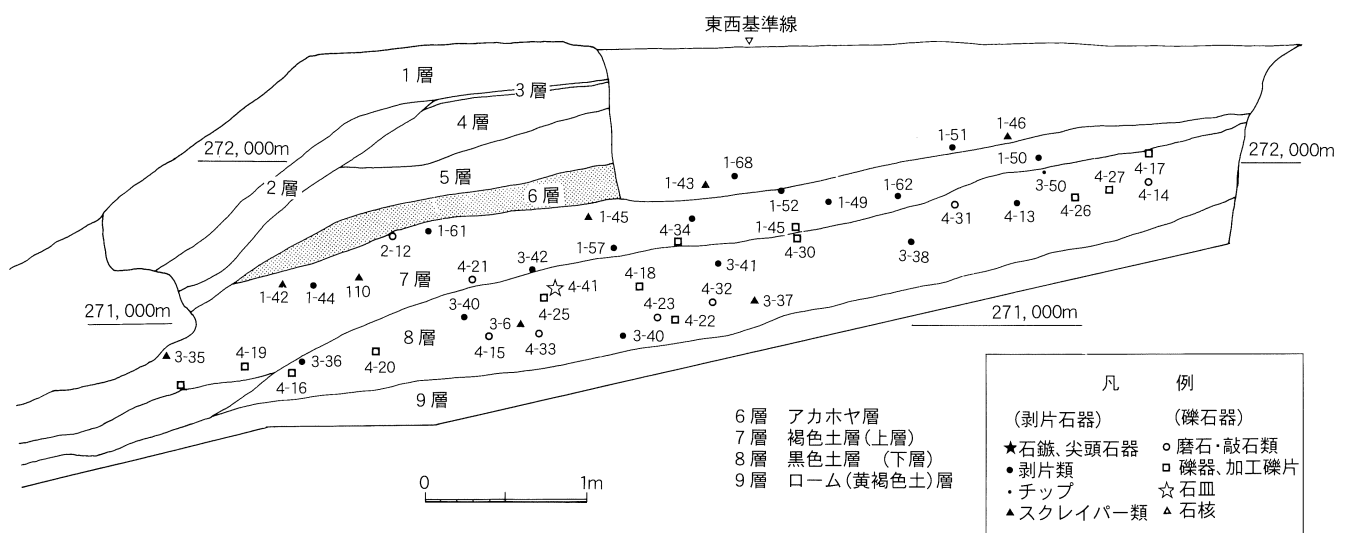 東西基準線
1層
3層
4層
272,000m
2層
5層
6層
1-45
1-61
2-12
7層
1-42
1-44
110
4-21
3-42
1-57
4-34
1-43
1-68
1-52
1-45
4-30
1-49
1-62
1-51
1-46
1-50
3-50
4-31
4-13
4-26
4-27
4-17
4-14
272,000m
3-38
3-41
4-18
4-41
4-25
4-32
3-37
4-23
4-22
3-40
3-40
3-6
4-15
4-33
8層
271,000m
271,000m
3-35
4-19
3-36
4-16
4-20
9層
0
1m
6層 アカホヤ層
7層 褐色土層(上層)
8層 黒色土層 (下層)
9層 ローム(黄褐色土)層
凡 例
(剥片石器)
★石鏃、尖頭石器
●剥片類
・チップ
▲スクレイパー類
(礫石器)
○磨石・敲石類
□礫器、加工礫片
☆石皿
△石核